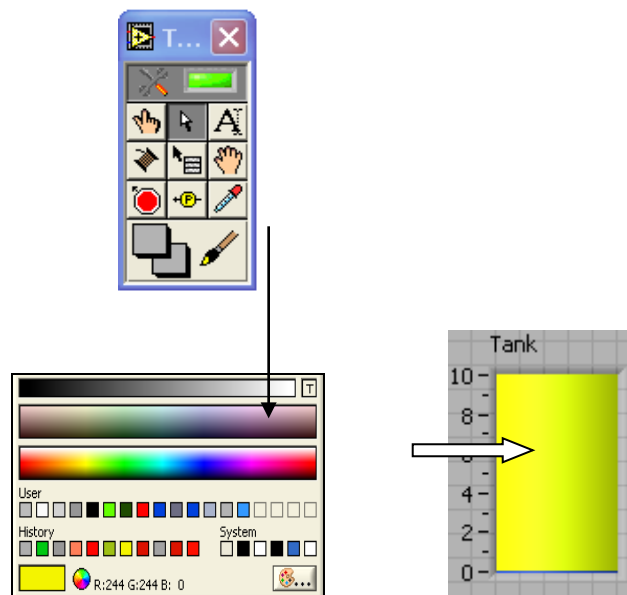 T...
A
P
T
User
History System
R:244 G:244 B: 0
...
Tank
10
8
6
4
2
0